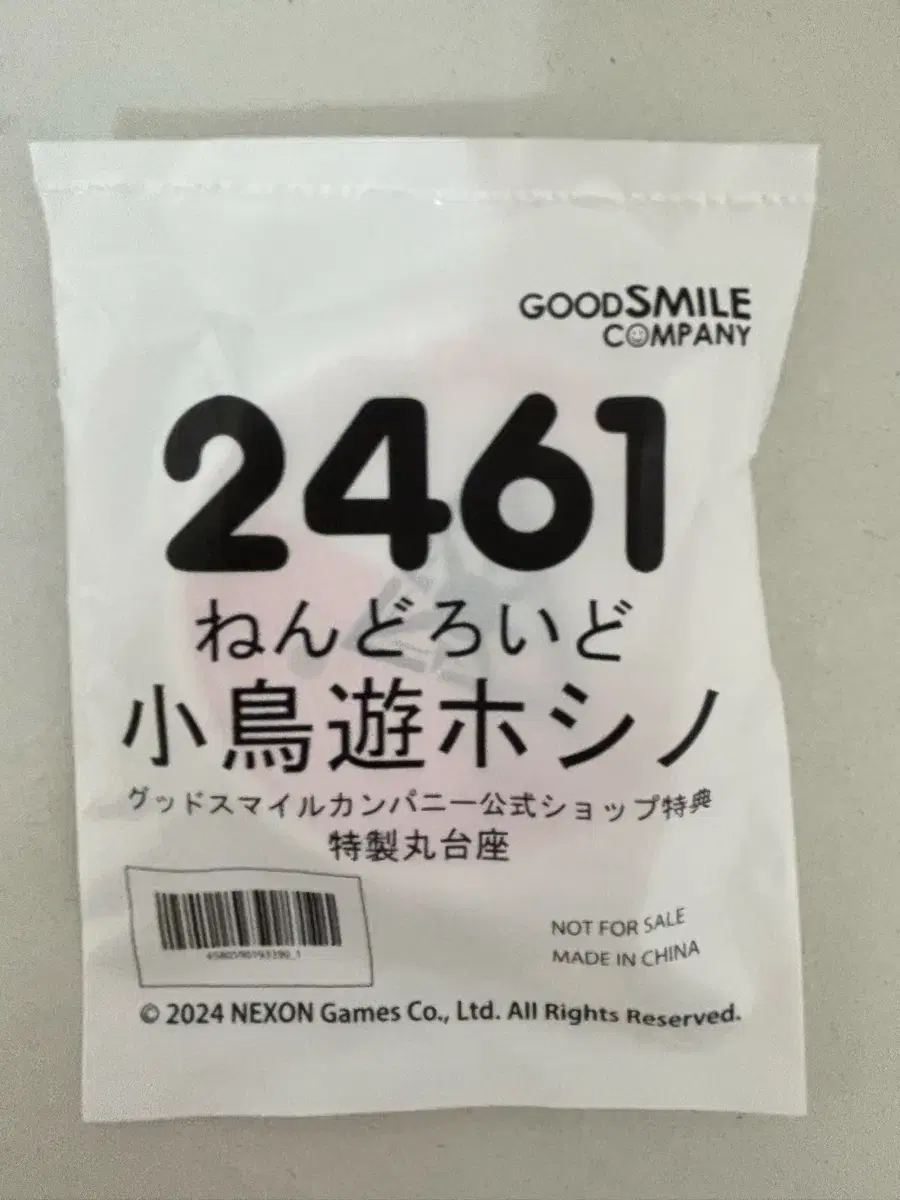 GOODSMILE
COMPANY
2461
ねんどろいど
小鳥遊ホシノ
グッドスマイルカンパニー公式ショップ特典
特製丸台座
NOT FOR SALE
MADE IN CHINA
© 2024 NEXON Games Co., Ltd. All Rights Reserved.